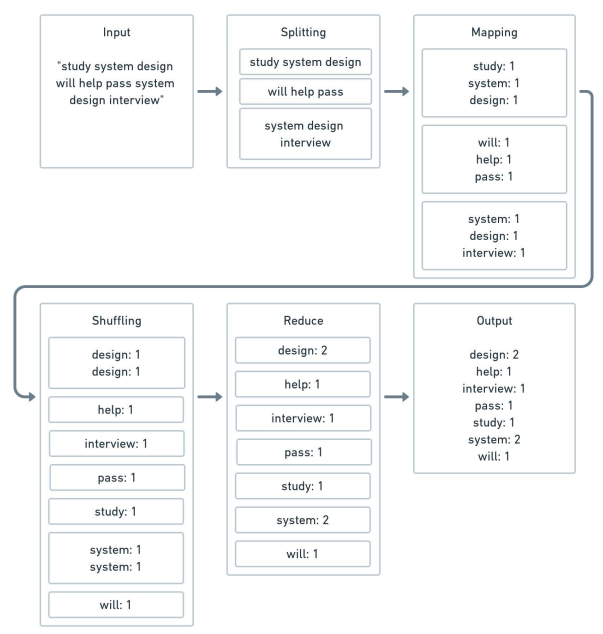 Input
"study system design
will help pass system
design interview"
Splitting
study system design
will help pass
system design
interview
Mapping
study: 1
system: 1
design: 1
will: 1
help: 1
pass: 1
system: 1
design: 1
interview: 1
Shuffling
design: 1
design: 1
help: 1
interview: 1
pass: 1
study: 1
system: 1
system: 1
will: 1
Reduce
design: 2
help: 1
interview: 1
pass: 1
study: 1
system: 2
will: 1
Output
design: 2
help: 1
interview: 1
pass: 1
study: 1
system: 2
will: 1